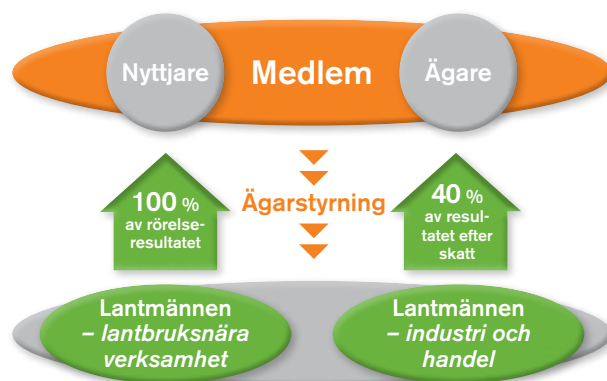 Nyttjare
Medlem
Ägare
100 %
av rörelse-
resultatet
Ägarstyrning
40 %
av resul-
tatet efter
skatt
Lantmännen
– lantbruksnära
verksamhet
Lantmännen
– industri och
handel